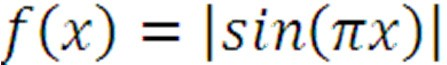 f(x) = |sin(πx)|